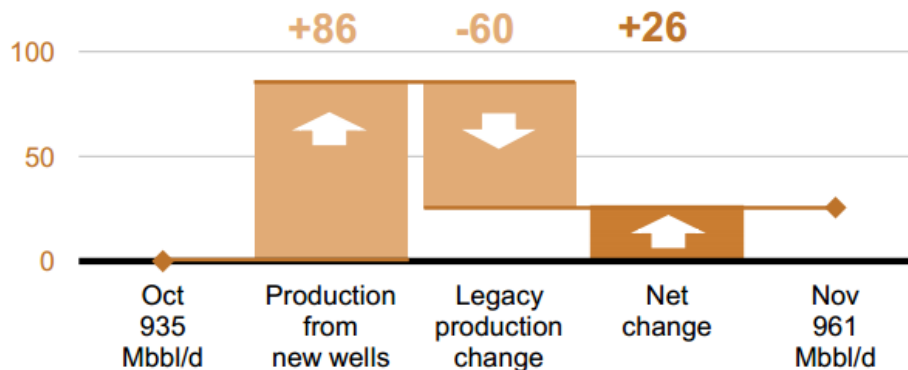 +86 -60 +26
100
50
0
Oct
935
Mbbl/d
Production
from
new wells
Legacy
production
change
Net
change
Nov
961
Mbbl/d